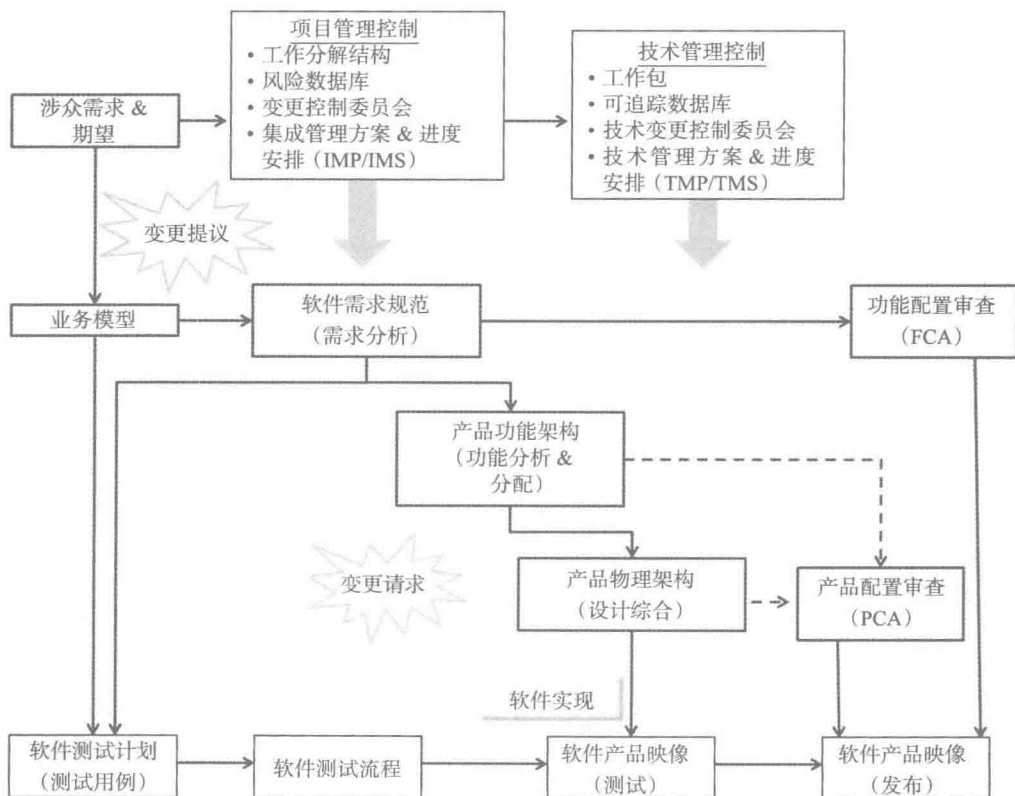 项目管理控制
• 工作分解结构
• 风险数据库
• 变更控制委员会
• 集成管理方案 & 进度
安排（IMP/IMS）
技术管理控制
• 工作包
• 可追踪数据库
• 技术变更控制委员会
• 技术管理方案 & 进度
安排（TMP/TMS）
涉众需求 &
期望
变更提议
业务模型
软件需求规范
（需求分析）
功能配置审查
（FCA）
产品功能架构
（功能分析 &
分配）
变更请求
产品物理架构
（设计综合）
产品配置审查
（PCA）
软件实现
软件测试计划
（测试用例）
软件测试流程
软件产品映像
（测试）
软件产品映像
（发布）